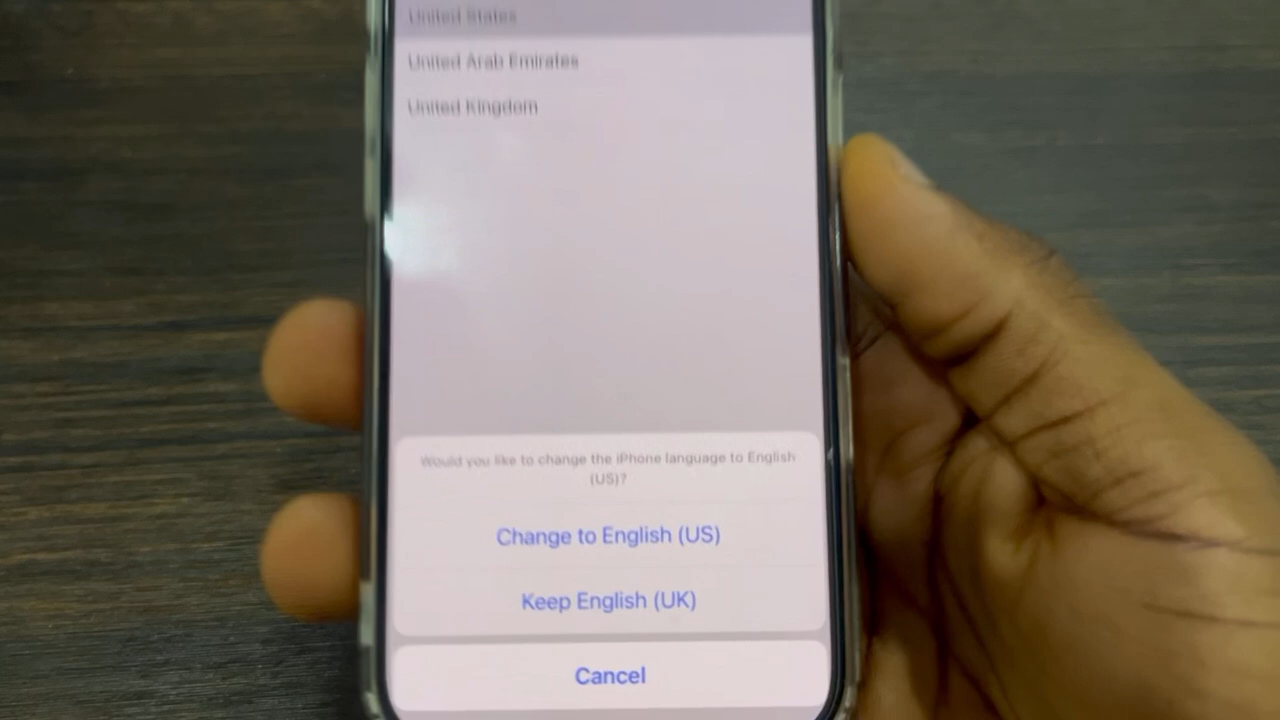 United States
United Arab Emirates
United Kingdom
Would you like to change the iPhone language to English
(US)?
Change to English (US)
Keep English (UK)
Cancel